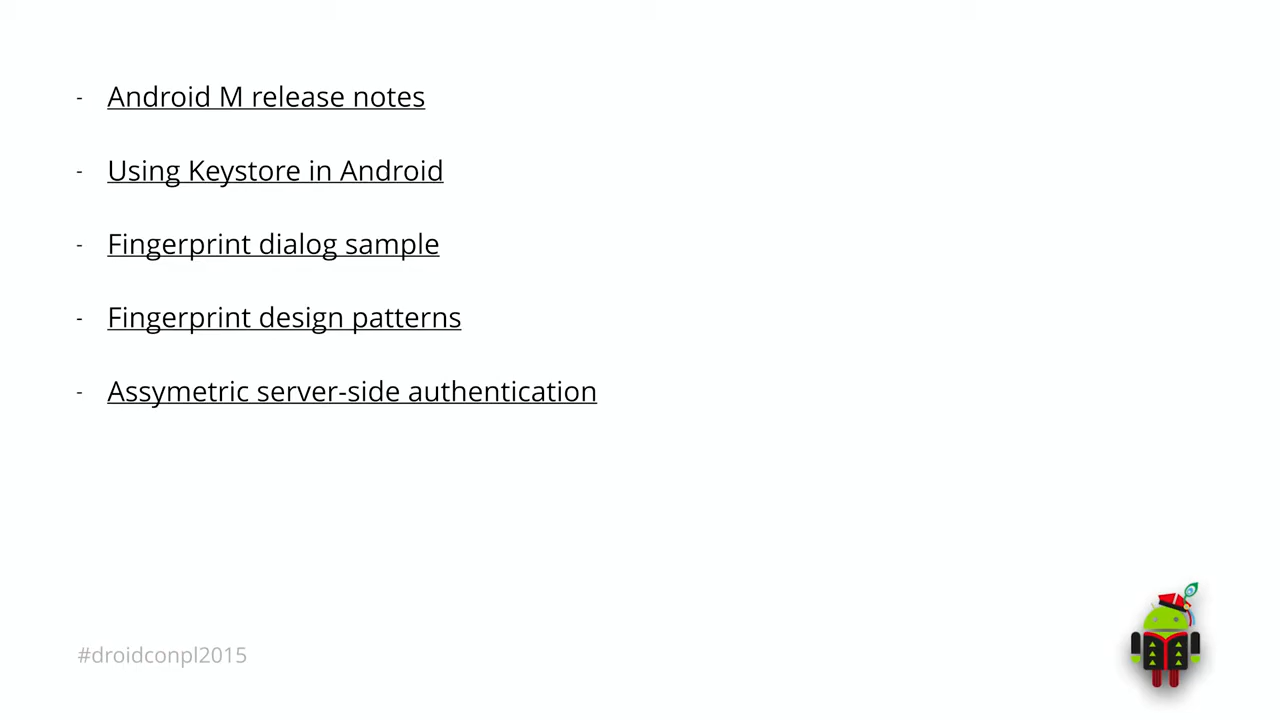 - Android M release notes
- Using Keystore in Android
- Fingerprint dialog sample
- Fingerprint design patterns
- Assymetric server-side authentication
#droidconpl2015